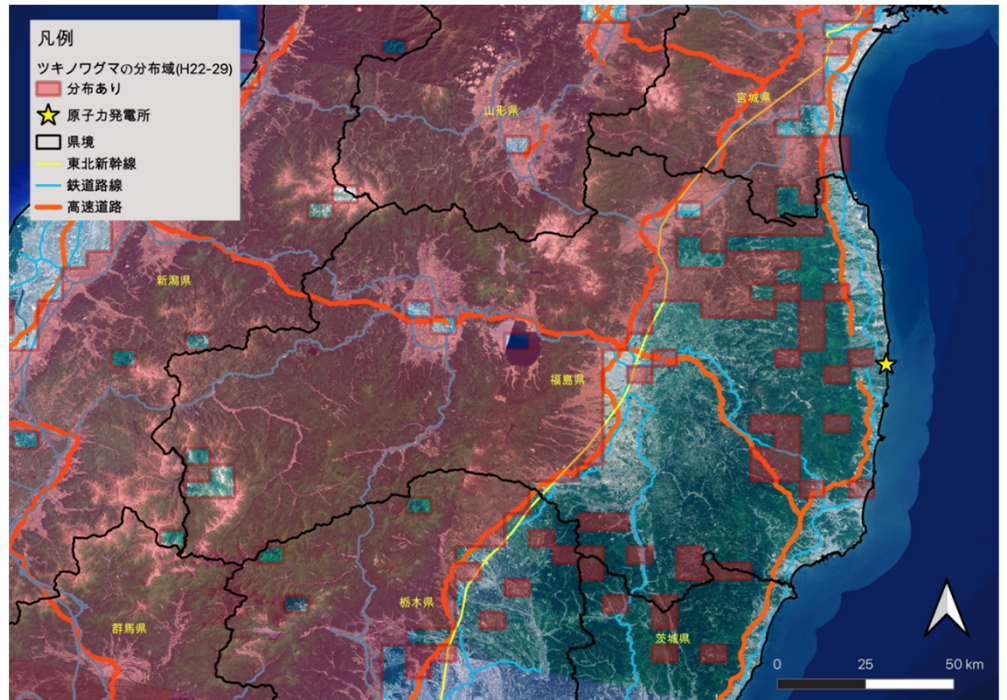 凡例
ツキノワグマの分布域(H22-29)
分布あり
原子力発電所
県境
東北新幹線
鉄道路線
高速道路
山形県
宮城県
新潟県
福島県
栃木県
群馬県
茨城県
0 25 50 km